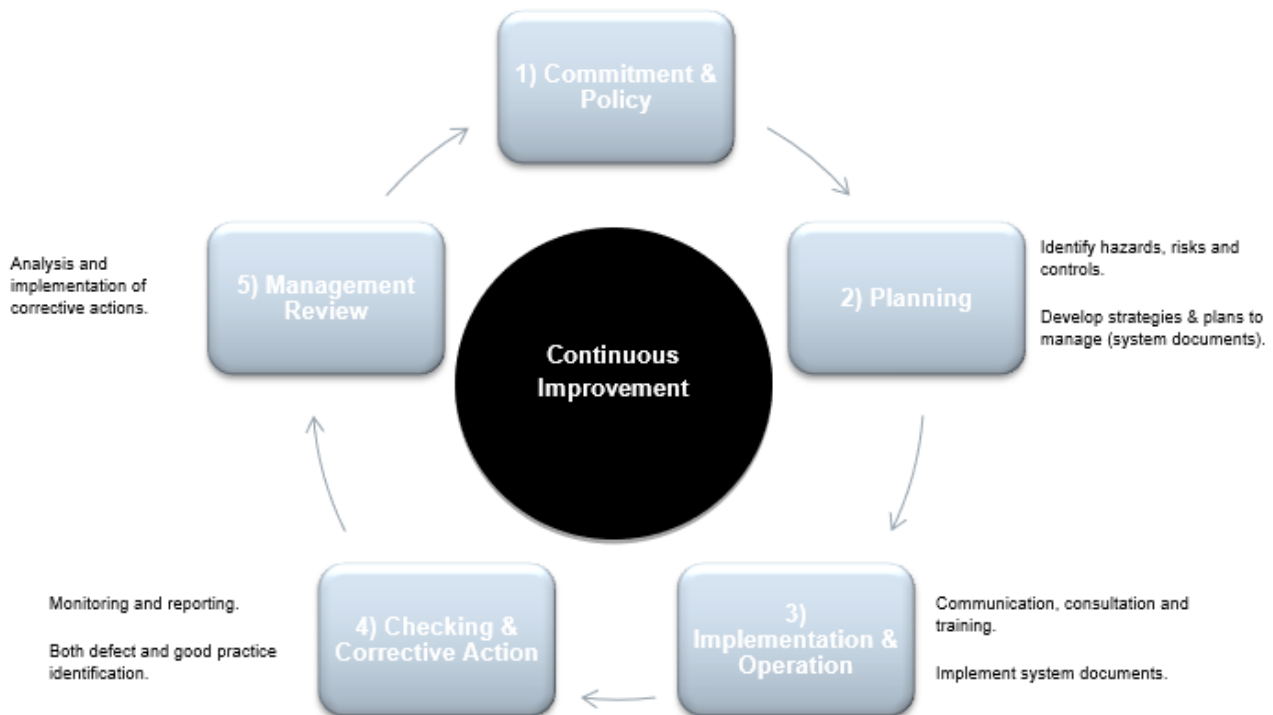 1) Commitment &
Policy
2) Planning
Identify hazards, risks and
controls.
Develop strategies & plans to
manage (system documents).
3)
Implementation &
Operation
Communication, consultation and
training.
Implement system documents.
4) Checking &
Corrective Action
Monitoring and reporting.
Both defect and good practice
identification.
5) Management
Review
Analysis and
implementation of
corrective actions.
Continuous
Improvement